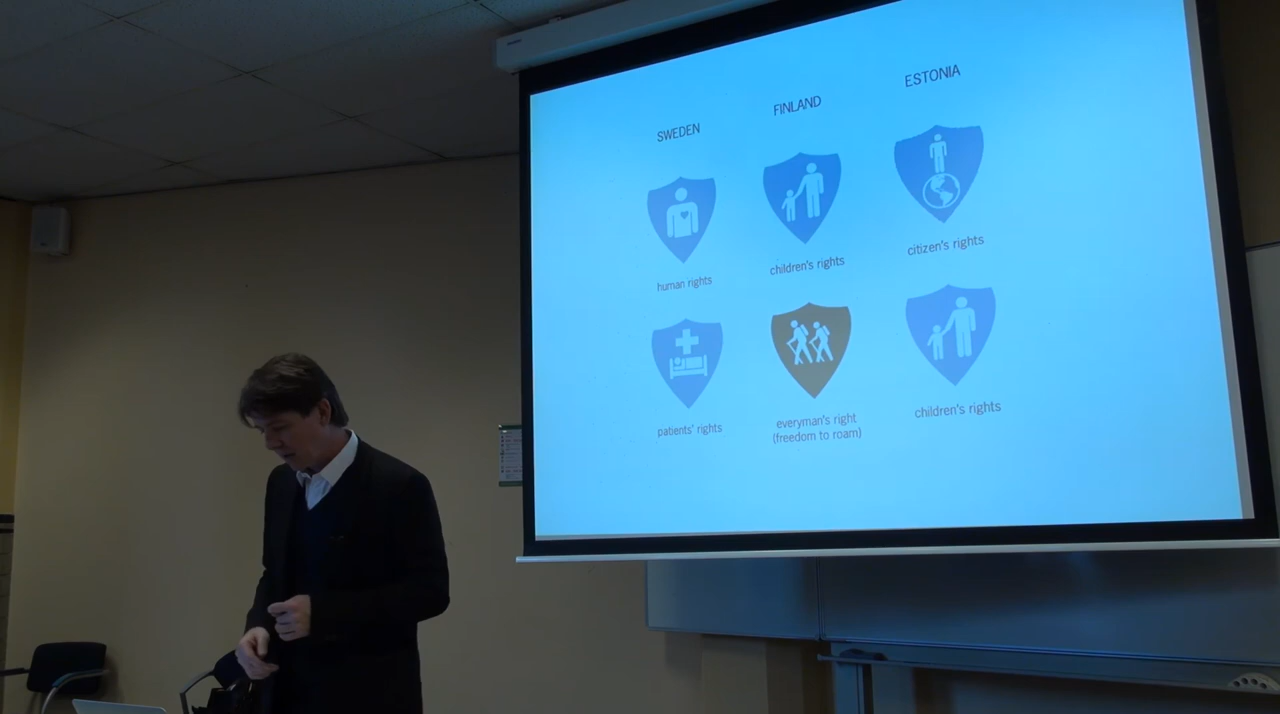 SWEDEN
FINLAND
ESTONIA
human rights
children's rights
citizen's rights
patients' rights
everyman's right
(freedom to roam)
children's rights